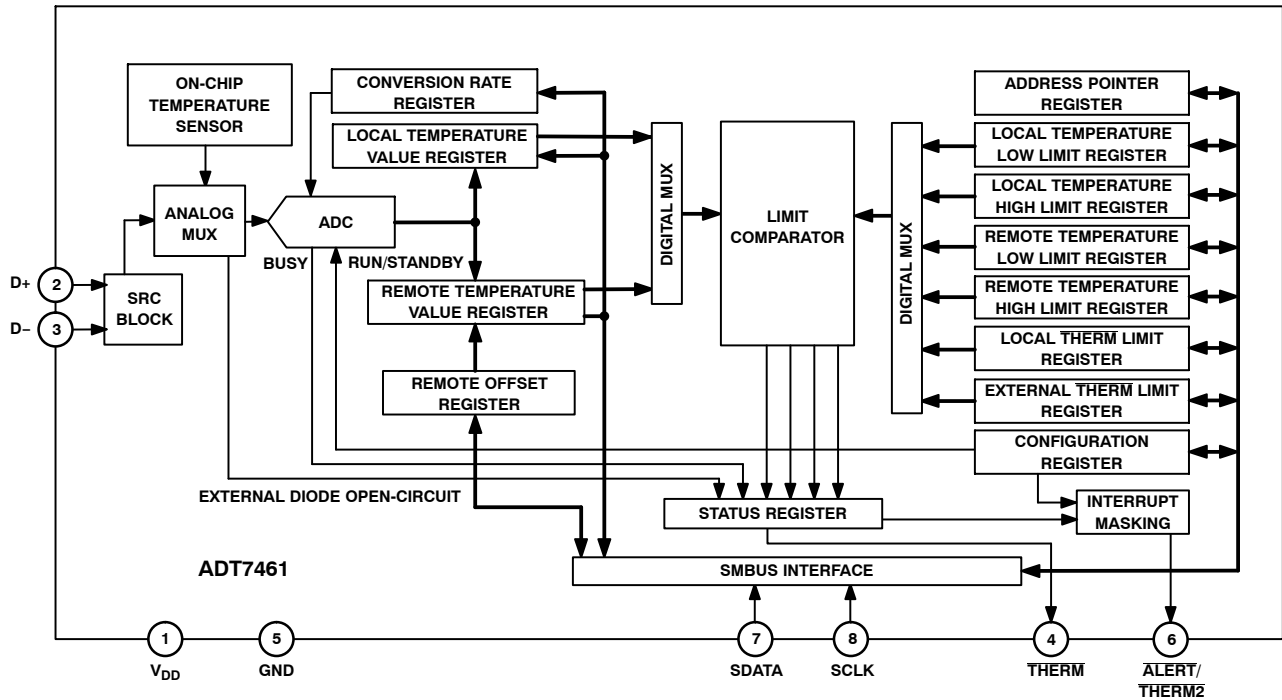 ON-CHIP
TEMPERATURE
SENSOR
CONVERSION RATE
REGISTER
LOCAL TEMPERATURE
VALUE REGISTER
ANALOG
MUX
ADC
BUSY
RUN/STANDBY
D+
2
D–
3
SRC
BLOCK
REMOTE TEMPERATURE
VALUE REGISTER
REMOTE OFFSET
REGISTER
DIGITAL MUX
LIMIT
COMPARATOR
DIGITAL MUX
ADDRESS POINTER
REGISTER
LOCAL TEMPERATURE
LOW LIMIT REGISTER
LOCAL TEMPERATURE
HIGH LIMIT REGISTER
REMOTE TEMPERATURE
LOW LIMIT REGISTER
REMOTE TEMPERATURE
HIGH LIMIT REGISTER
LOCAL THERM LIMIT
REGISTER
EXTERNAL THERM LIMIT
REGISTER
CONFIGURATION
REGISTER
EXTERNAL DIODE OPEN-CIRCUIT
STATUS REGISTER
INTERRUPT
MASKING
ADT7461
SMBUS INTERFACE
1
VDD
5
GND
7
SDATA
8
SCLK
4
THERM
6
ALERT/
THERM2